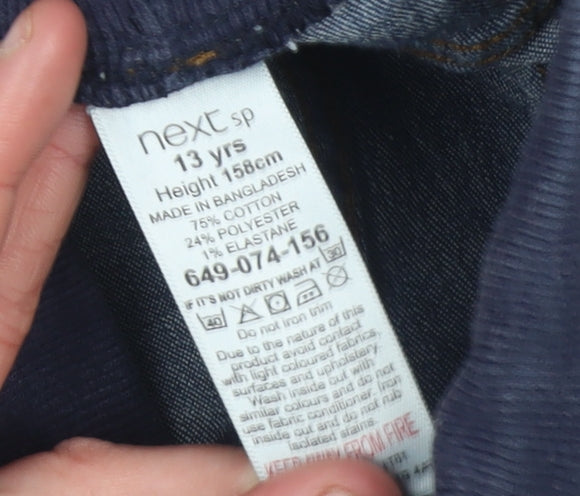 next sp
13 yrs
Height 158cm
MADE IN BANGLADESH
75% COTTON
24% POLYESTER
1% ELASTANE
649-074-156
IF IT'S NOT DIRTY WASH AT 30
40
Do not iron trim
Due to the nature of this
product avoid contact
with light coloured fabrics,
surfaces and upholstery.
Wash inside out with
similar colours and do not
use fabric conditioner. Iron
inside out and do not rub
isolated stains.
KEEP AWAY FROM FIRE